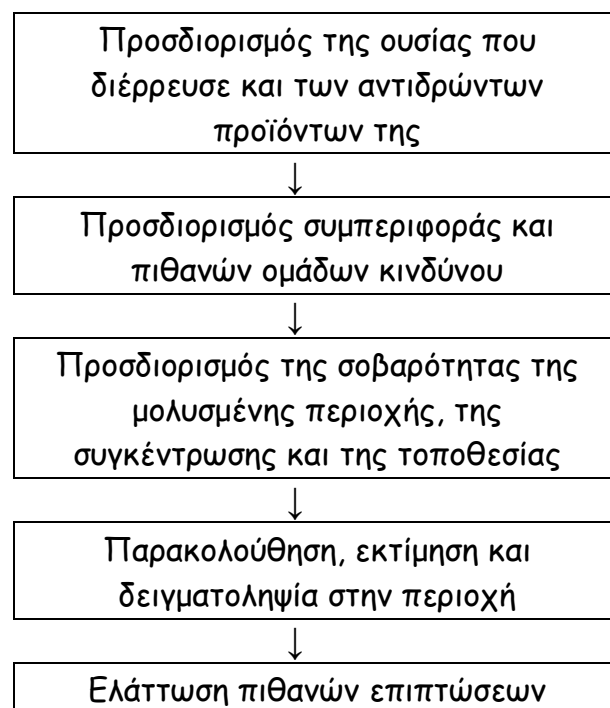 Προσδιορισμός της ουσίας που
διέρρευσε και των αντιδρώντων
προϊόντων της
↓
Προσδιορισμός συμπεριφοράς και
πιθανών ομάδων κινδύνου
↓
Προσδιορισμός της σοβαρότητας της
μολυσμένης περιοχής, της
συγκέντρωσης και της τοποθεσίας
↓
Παρακολούθηση, εκτίμηση και
δειγματοληψία στην περιοχή
↓
Ελάττωση πιθανών επιπτώσεων